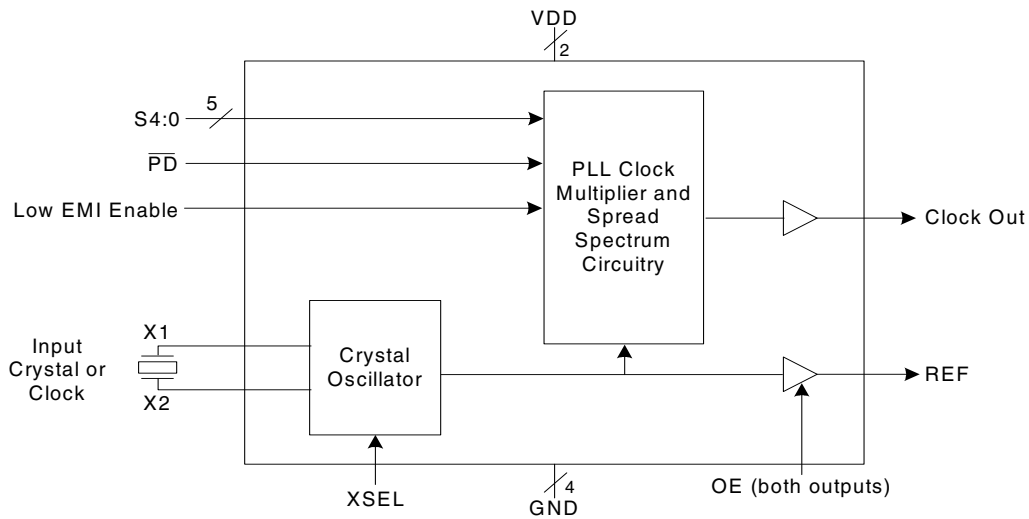 VDD
2
5
S4:0
PD
Low EMI Enable
PLL Clock
Multiplier and
Spread
Spectrum
Circuitry
Clock Out
X1
Input
Crystal or
Clock
X2
Crystal
Oscillator
REF
XSEL
4
GND
OE (both outputs)